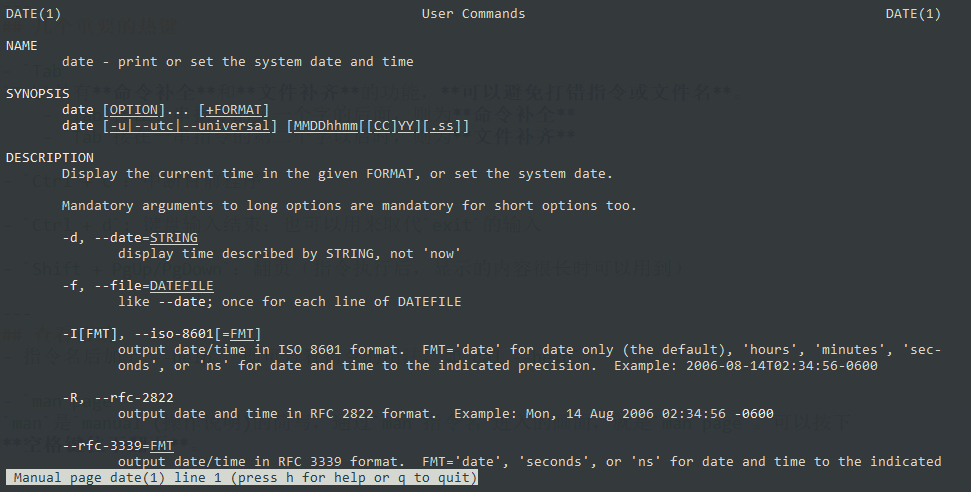 DATE(1) User Commands DATE(1)
NAME
date - print or set the system date and time
SYNOPSIS
date [OPTION]... [+FORMAT]
date [-u|--utc|--universal] [MMDDhhmm[[CC]YY][.ss]]
DESCRIPTION
Display the current time in the given FORMAT, or set the system date.
Mandatory arguments to long options are mandatory for short options too.
-d, --date=STRING
display time described by STRING, not 'now'
-f, --file=DATEFILE
like --date; once for each line of DATEFILE
-I[FMT], --iso-8601[=FMT]
output date/time in ISO 8601 format. FMT='date' for date only (the default), 'hours', 'minutes', 'sec-
onds', or 'ns' for date and time to the indicated precision. Example: 2006-08-14T02:34:56-0600
-R, --rfc-2822
output date and time in RFC 2822 format. Example: Mon, 14 Aug 2006 02:34:56 -0600
--rfc-3339=FMT
output date/time in RFC 3339 format. FMT='date', 'seconds', or 'ns' for date and time to the indicated
Manual page date(1) line 1 (press h for help or q to quit)